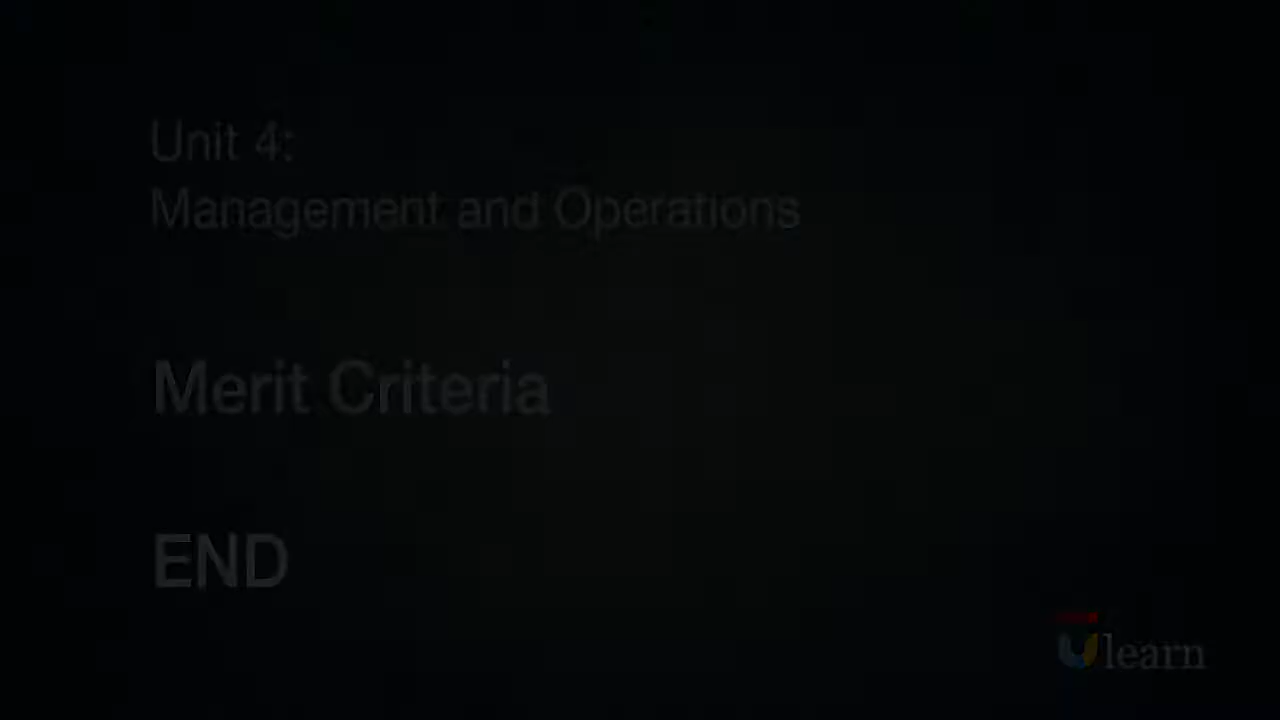 Unit 4:
Management and Operations
Merit Criteria
END
Ulearn